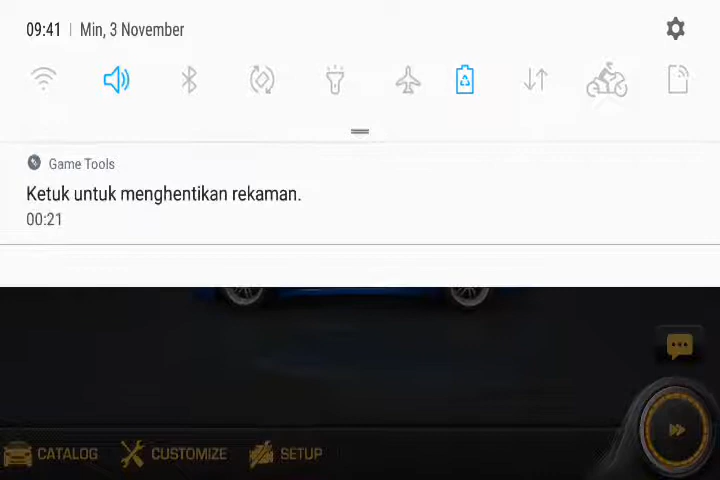 09:41 | Min, 3 November
Game Tools
Ketuk untuk menghentikan rekaman.
00:21
CATALOG CUSTOMIZE SETUP